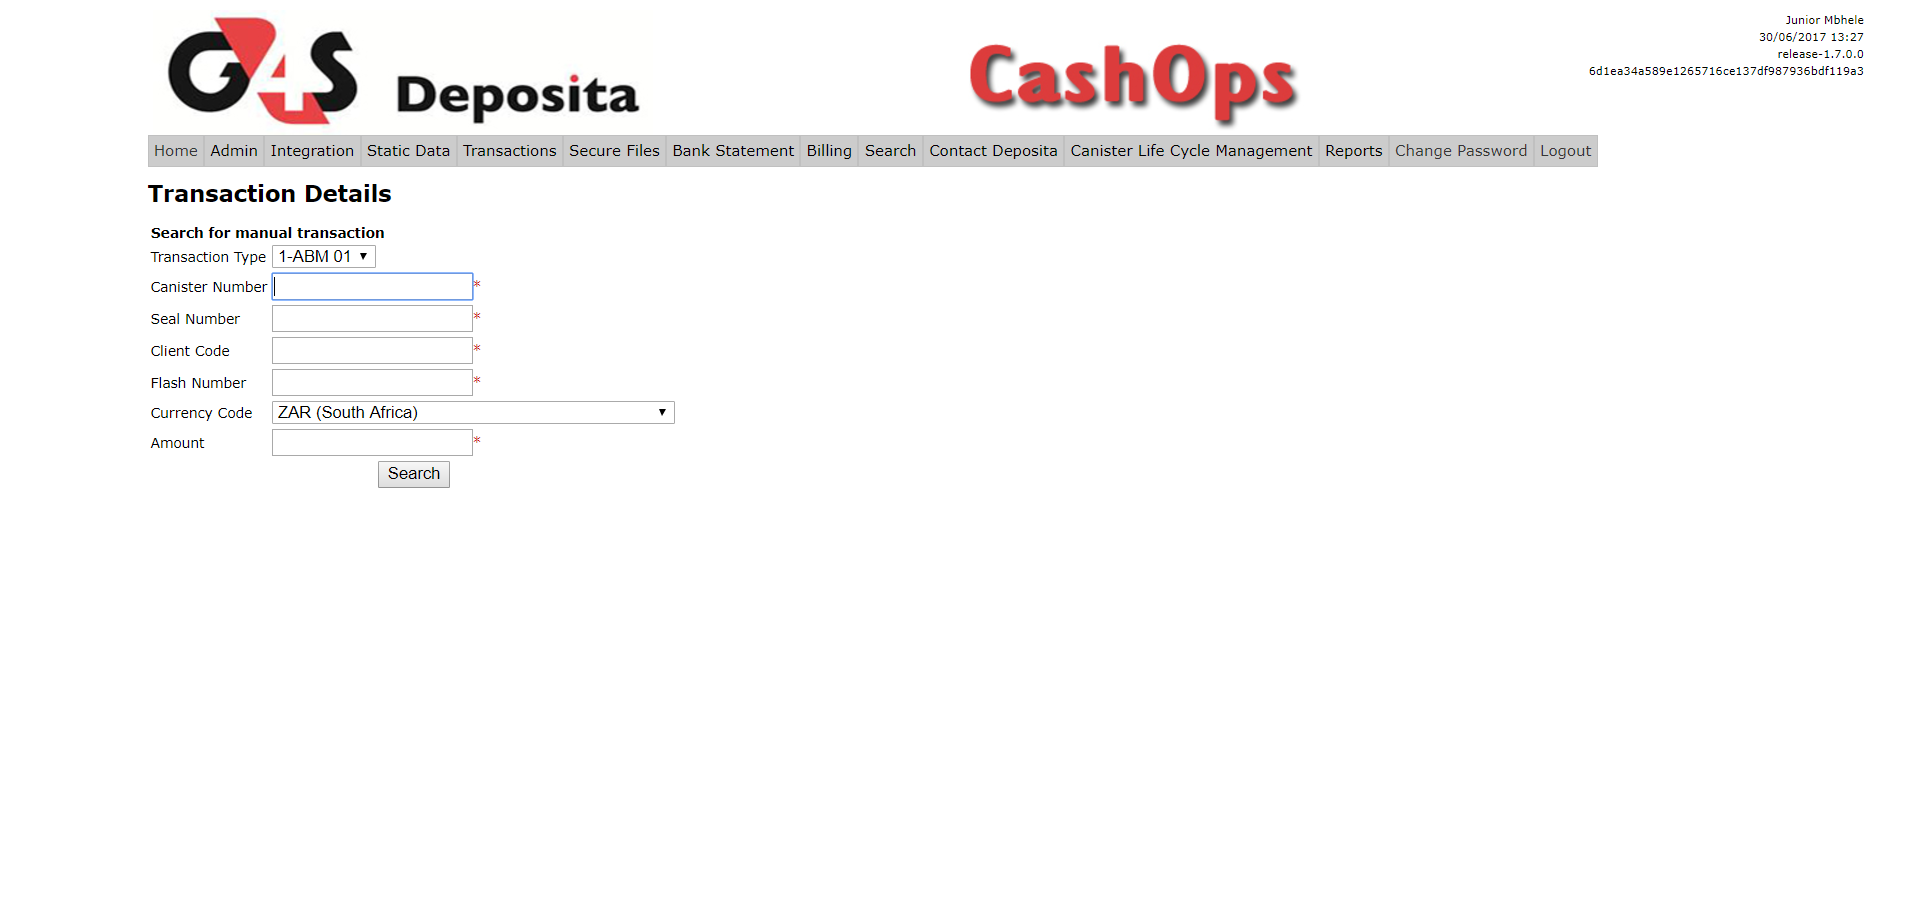 G4S Deposita
CashOps
Junior Mbhele
30/06/2017 13:27
release-1.7.0.0
6d1ea34a589e1265716ce137df987936bdf119a3
Home Admin Integration Static Data Transactions Secure Files Bank Statement Billing Search Contact Deposita Canister Life Cycle Management Reports Change Password Logout
Transaction Details
Search for manual transaction
Transaction Type 1-ABM 01
Canister Number *
Seal Number *
Client Code *
Flash Number *
Currency Code ZAR (South Africa)
Amount *
Search